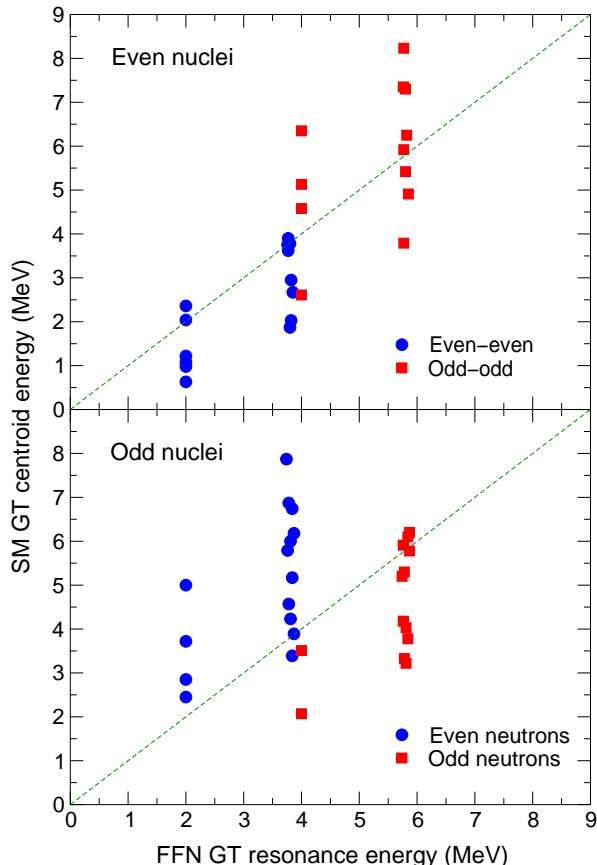 9
8
7
6
5
4
3
2
1
0
Even nuclei
Even−even
Odd−odd
SM GT centroid energy (MeV)
8
7
6
5
4
3
2
1
0
Odd nuclei
Even neutrons
Odd neutrons
0 1 2 3 4 5 6 7 8 9
FFN GT resonance energy (MeV)